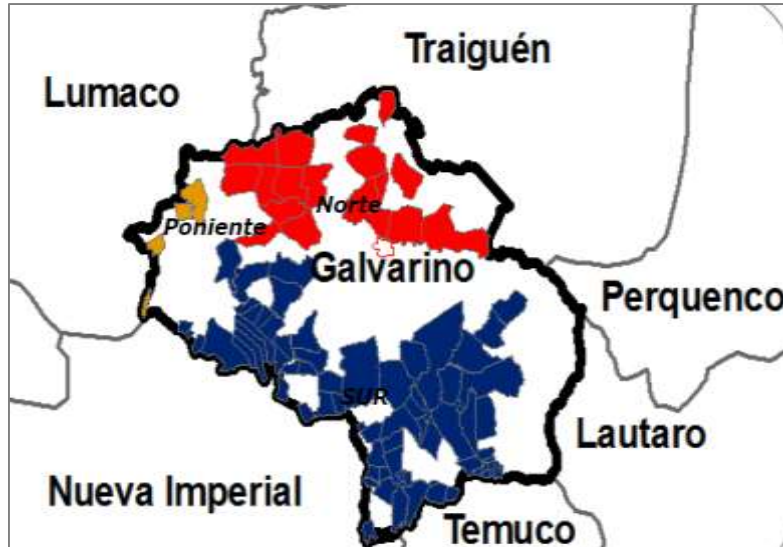 Traiguén
Lumaco
Norte
Poniente
Galvarino
Perquenco
SUR
Lautaro
Nueva Imperial
Temuco